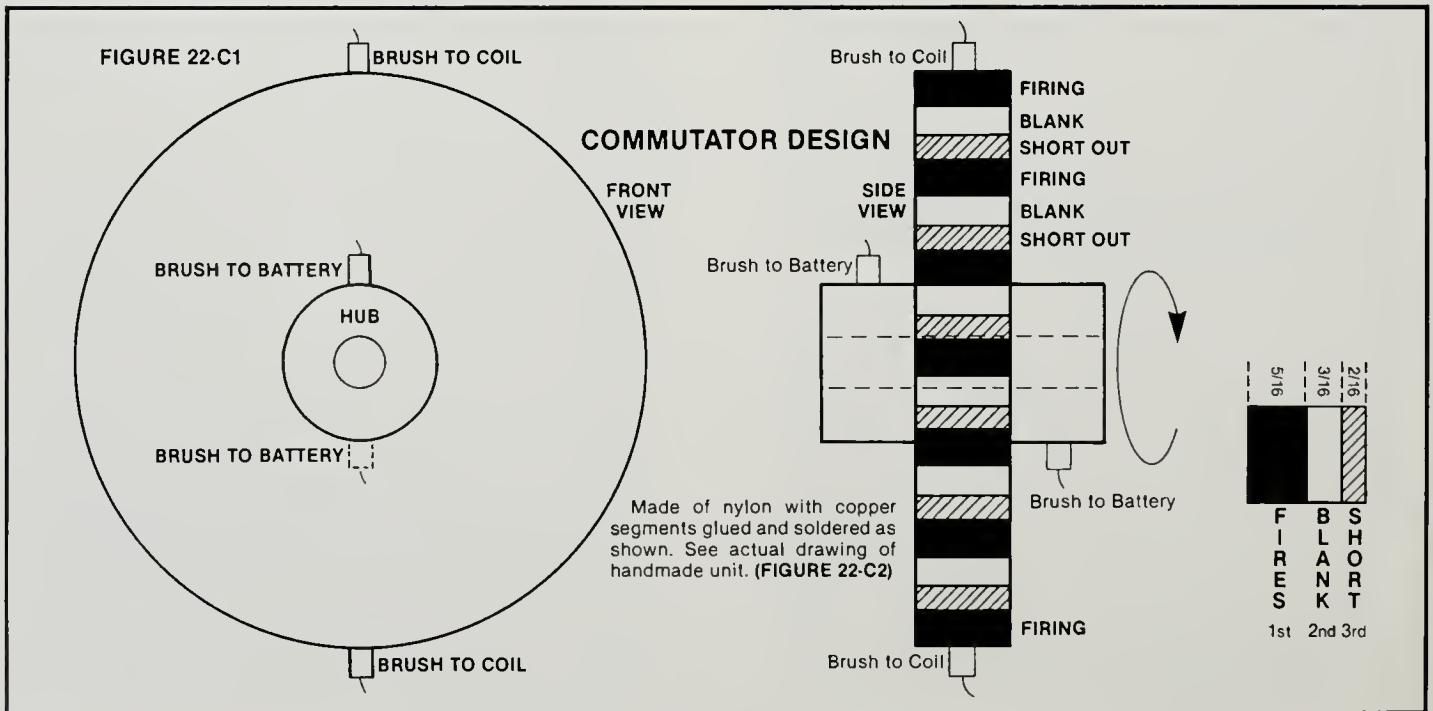 FIGURE 22-C1
BRUSH TO COIL
BRUSH TO BATTERY
HUB
BRUSH TO BATTERY
BRUSH TO COIL
FRONT
VIEW
COMMUTATOR DESIGN
Brush to Coil
FIRING
BLANK
SHORT OUT
FIRING
BLANK
SHORT OUT
SIDE
VIEW
Brush to Battery
Brush to Battery
Made of nylon with copper
segments glued and soldered as
shown. See actual drawing of
handmade unit. (FIGURE 22-C2)
FIRING
Brush to Coil
5/16
3/16
2/16
FIRES
BLANK
SHORT
1st 2nd 3rd